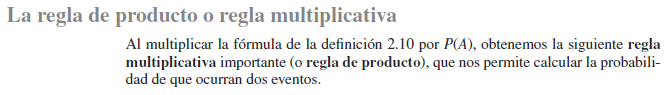 La regla de producto o regla multiplicativa
Al multiplicar la fórmula de la definición 2.10 por P(A), obtenemos la siguiente regla
multiplicativa importante (o regla de producto), que nos permite calcular la probabili-
dad de que ocurran dos eventos.